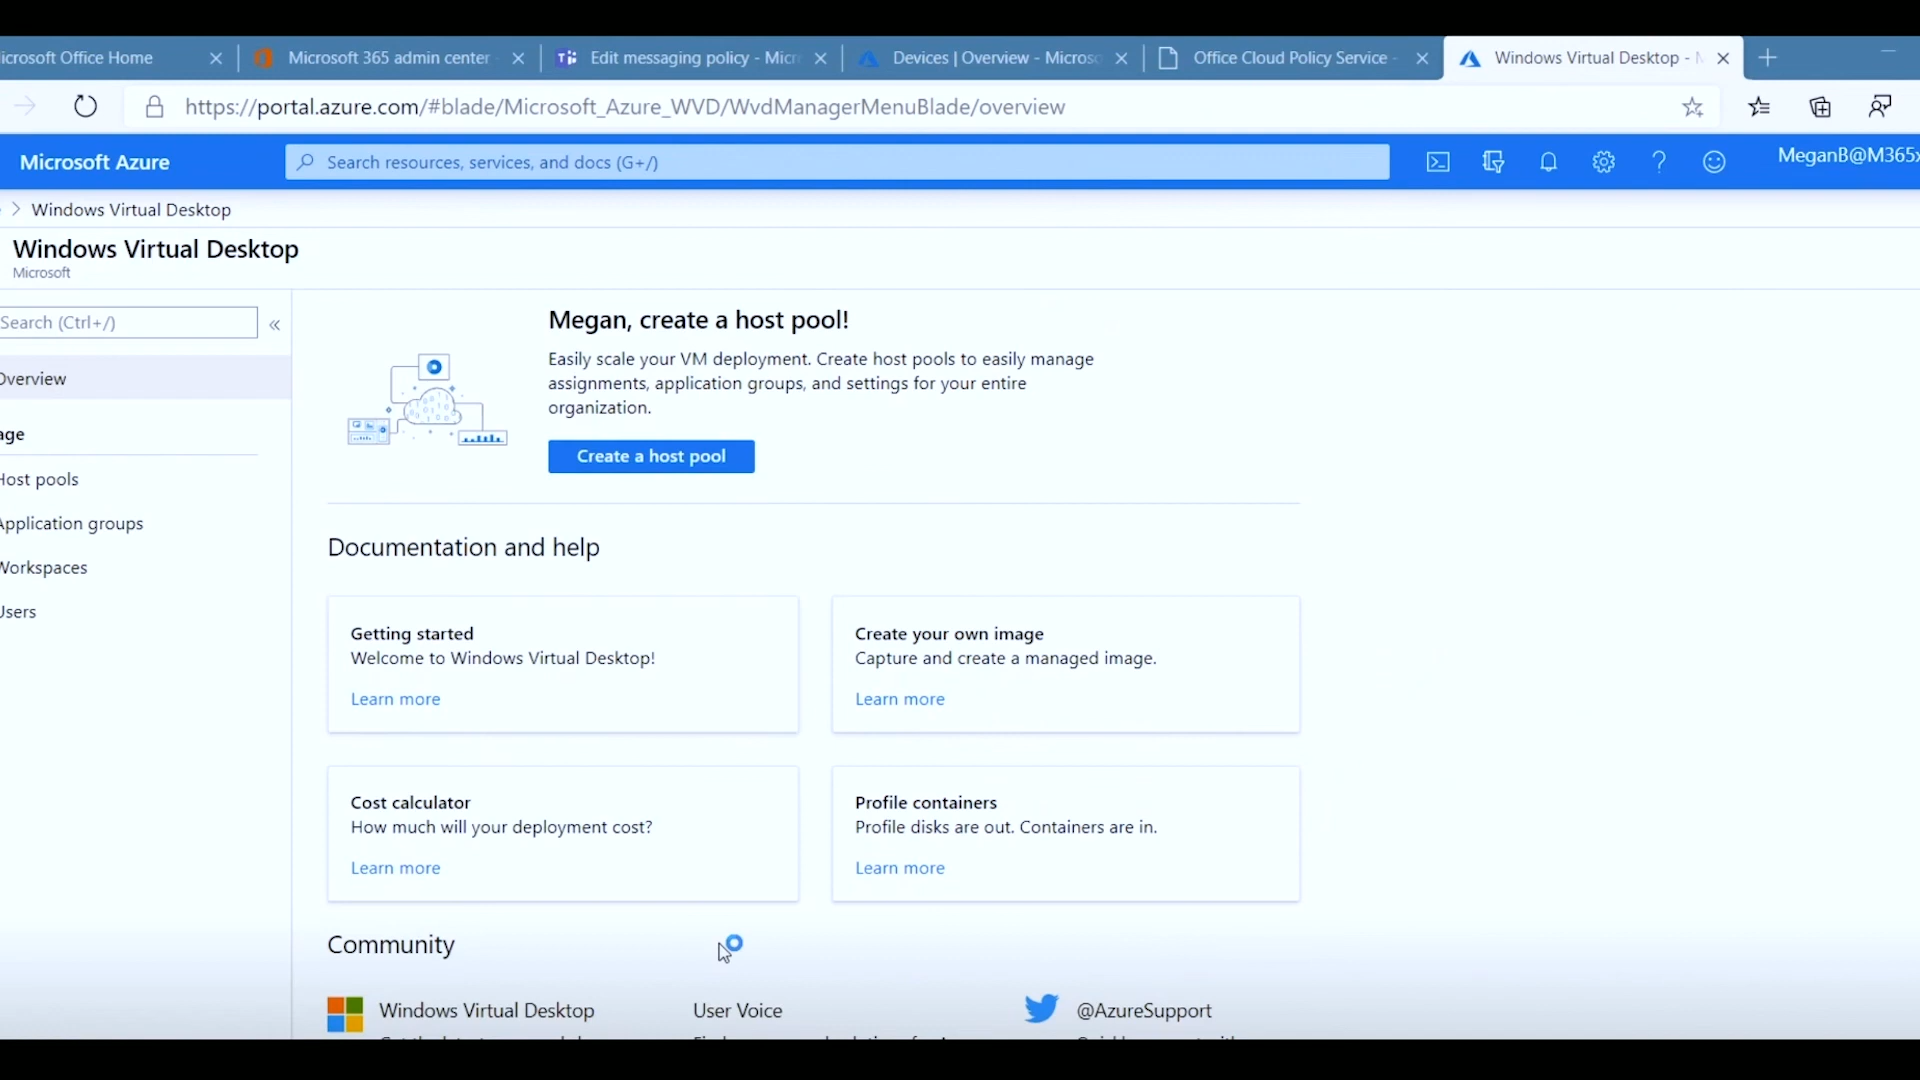 icrosoft Office Home
Microsoft 365 admin center
Edit messaging policy - Micr
Devices | Overview - Microso
Office Cloud Policy Service -
Windows Virtual Desktop -
https://portal.azure.com/#blade/Microsoft_Azure_WVD/WvdManagerMenuBlade/overview
Microsoft Azure
Search resources, services, and docs (G+/)
MeganB@M365x
Windows Virtual Desktop
Windows Virtual Desktop
Microsoft
Search (Ctrl+/)
«
Overview
age
Host pools
Application groups
Workspaces
Users
Megan, create a host pool!
Easily scale your VM deployment. Create host pools to easily manage
assignments, application groups, and settings for your entire
organization.
Create a host pool
Documentation and help
Getting started
Welcome to Windows Virtual Desktop!
Learn more
Create your own image
Capture and create a managed image.
Learn more
Cost calculator
How much will your deployment cost?
Learn more
Profile containers
Profile disks are out. Containers are in.
Learn more
Community
Windows Virtual Desktop
User Voice
@AzureSupport